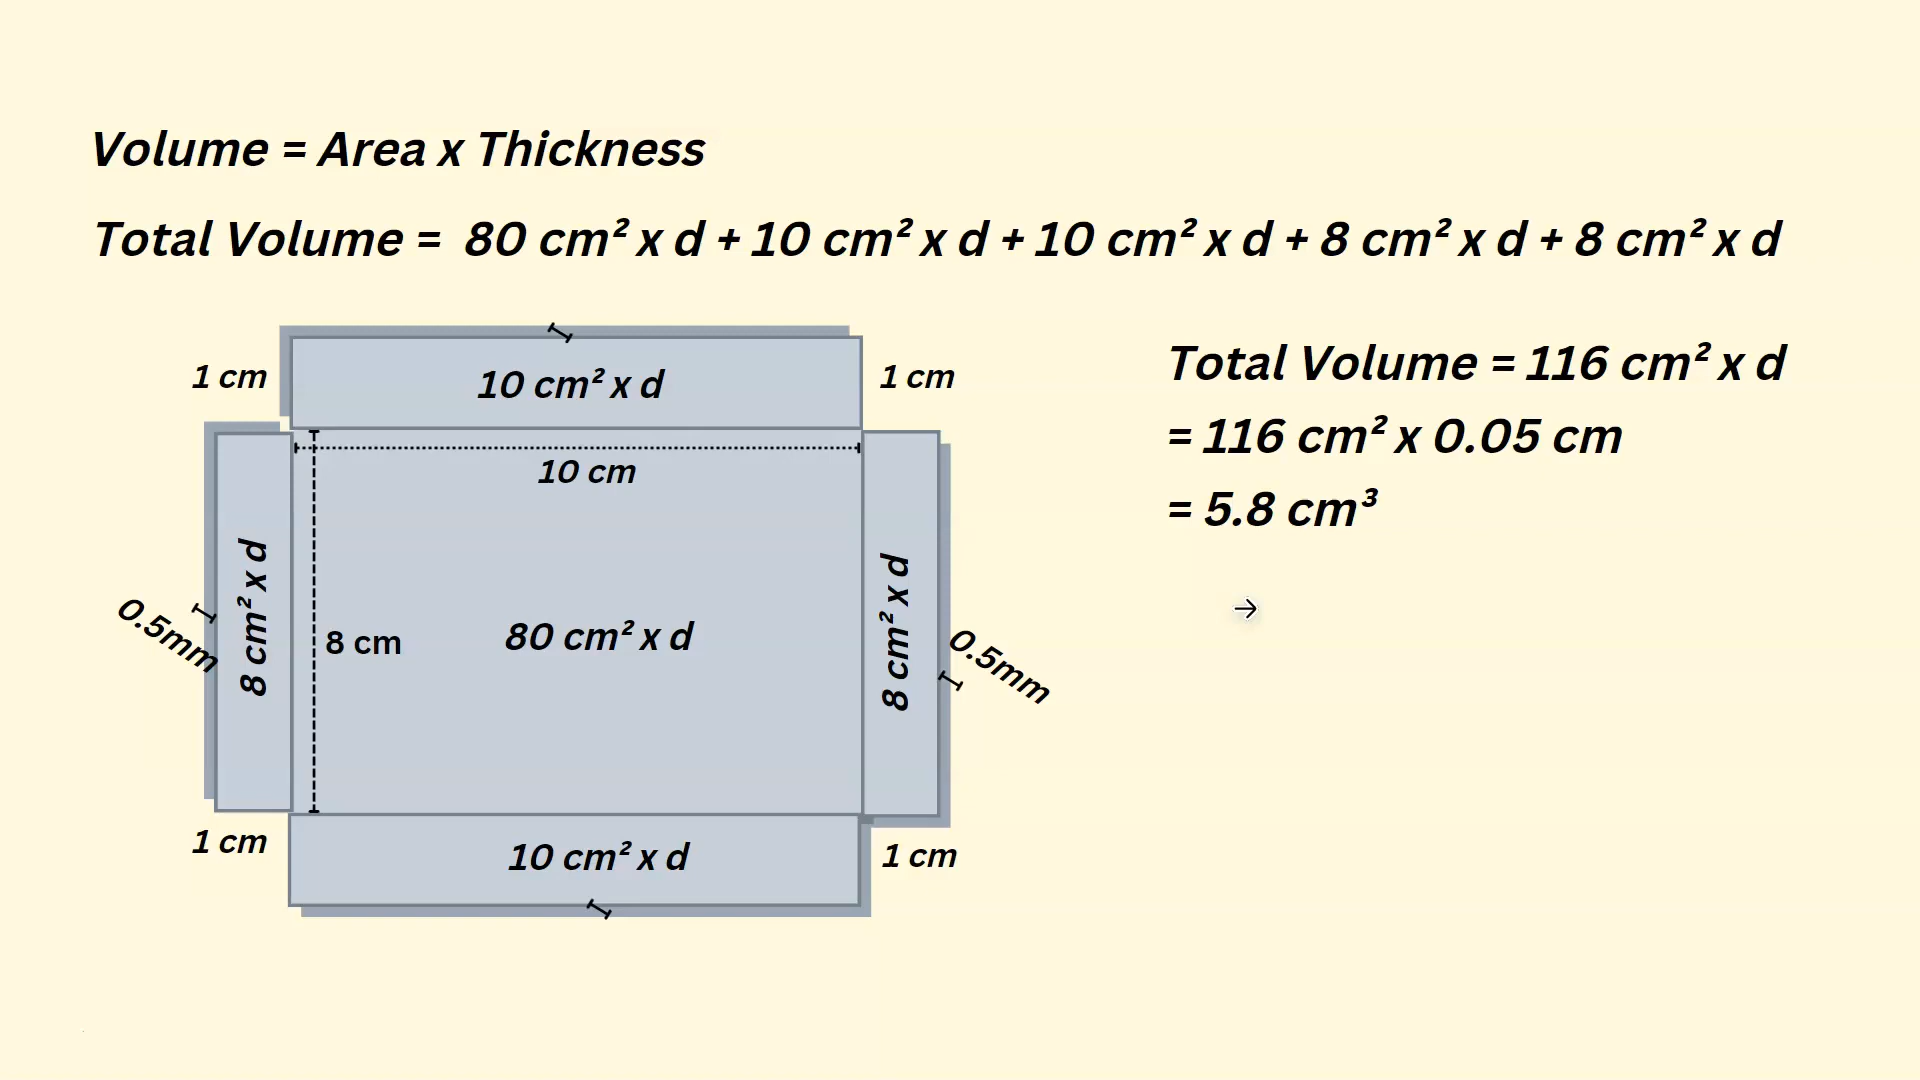 Volume = Area x Thickness
Total Volume = 80 cm² x d + 10 cm² x d + 10 cm² x d + 8 cm² x d + 8 cm² x d
Total Volume = 116 cm² x d
= 116 cm² x 0.05 cm
= 5.8 cm³
1 cm
10 cm² x d
1 cm
10 cm
8 cm² x d
0.5mm
8 cm
80 cm² x d
8 cm² x d
0.5mm
1 cm
10 cm² x d
1 cm